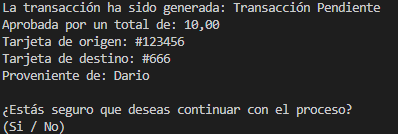 La transacción ha sido generada: Transacción Pendiente
Aprobada por un total de: 10,00
Tarjeta de origen: #123456
Tarjeta de destino: #666
Proveniente de: Dario
¿Estás seguro que deseas continuar con el proceso?
(Si / No)